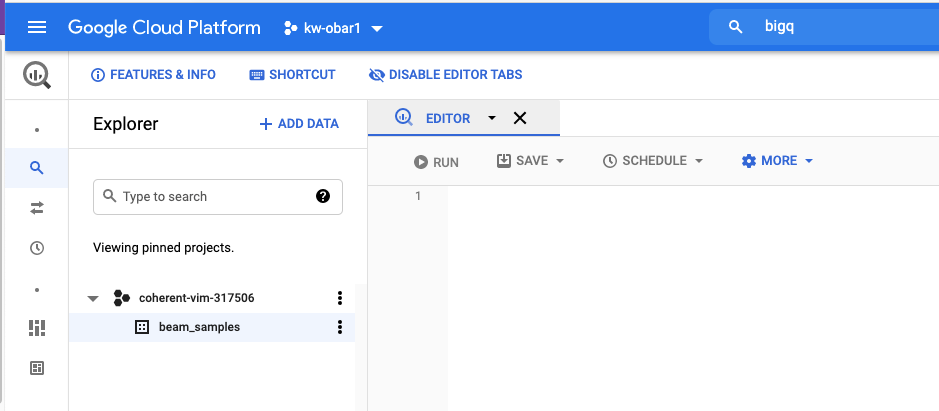 Google Cloud Platform kw-obar1 bigq
FEATURES & INFO SHORTCUT DISABLE EDITOR TABS
Explorer + ADD DATA
EDITOR
RUN SAVE SCHEDULE MORE
Type to search
1
Viewing pinned projects.
coherent-vim-317506
beam_samples